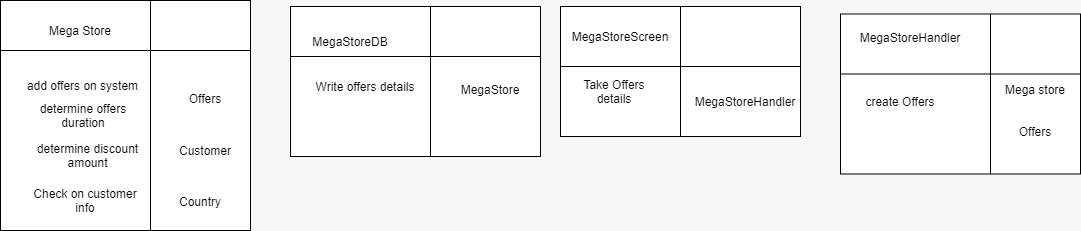 Mega Store
add offers on system
determine offers
duration
determine discount
amount
Check on customer
info
Offers
Customer
Country
MegaStoreDB
Write offers details
MegaStore
MegaStoreScreen
Take Offers
details
MegaStoreHandler
MegaStoreHandler
create Offers
Mega store
Offers